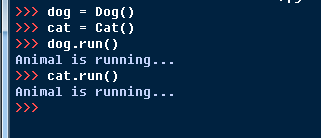 >>> dog = Dog()
>>> cat = Cat()
>>> dog.run()
Animal is running...
>>> cat.run()
Animal is running...
>>>